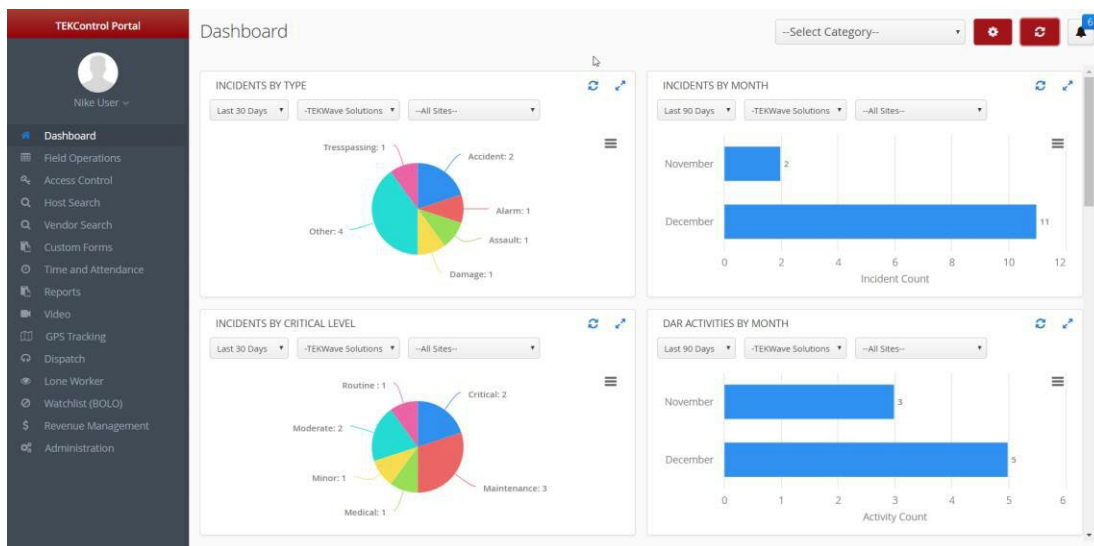 TEKControl Portal
Nike User
Dashboard
Field Operations
Access Control
Host Search
Vendor Search
Custom Forms
Time and Attendance
Reports
Video
GPS Tracking
Dispatch
Lone Worker
Watchlist (BOLO)
Revenue Management
Administration
Dashboard
--Select Category--
6
INCIDENTS BY TYPE
Last 30 Days
-TEKWave Solutions
--All Sites--
Tresspassing: 1
Accident: 2
Alarm: 1
Other: 4
Assault: 1
Damage: 1
INCIDENTS BY MONTH
Last 90 Days
-TEKWave Solutions
--All Sites--
November
2
December
11
0 2 4 6 8 10 12
Incident Count
INCIDENTS BY CRITICAL LEVEL
Last 30 Days
-TEKWave Solutions
--All Sites--
Routine : 1
Critical: 2
Moderate: 2
Minor: 1
Maintenance: 3
Medical: 1
DAR ACTIVITIES BY MONTH
Last 90 Days
-TEKWave Solutions
--All Sites--
November
3
December
5
0 1 2 3 4 5 6
Activity Count